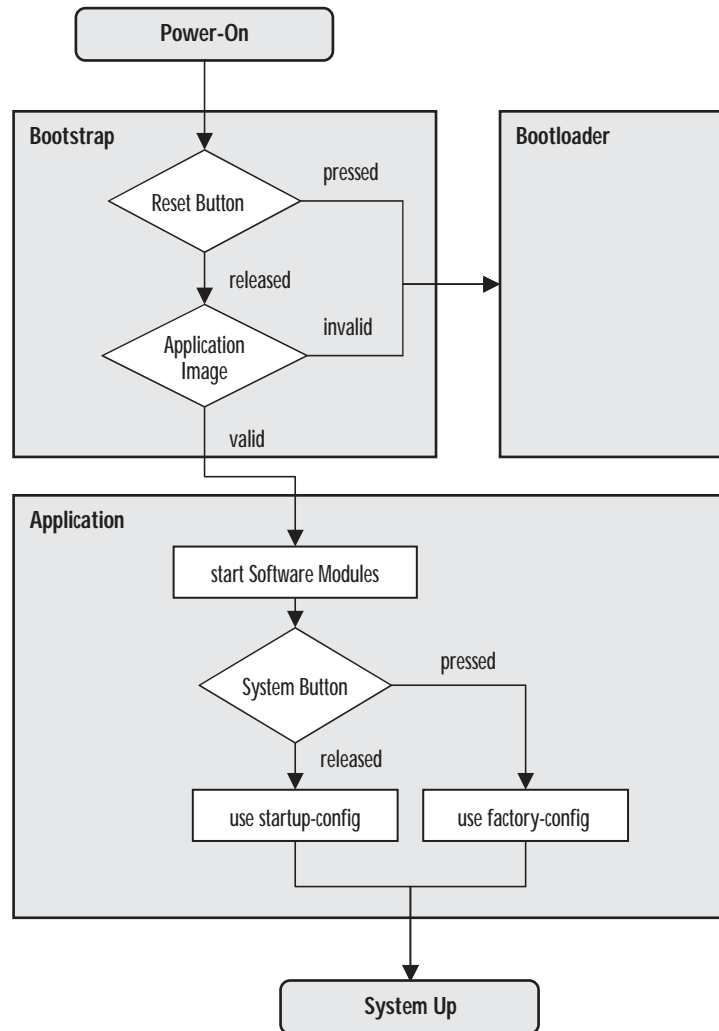 Power-On
Bootstrap
Bootloader
Reset Button
pressed
released
Application
Image
invalid
valid
Application
start Software Modules
System Button
pressed
released
use startup-config
use factory-config
System Up